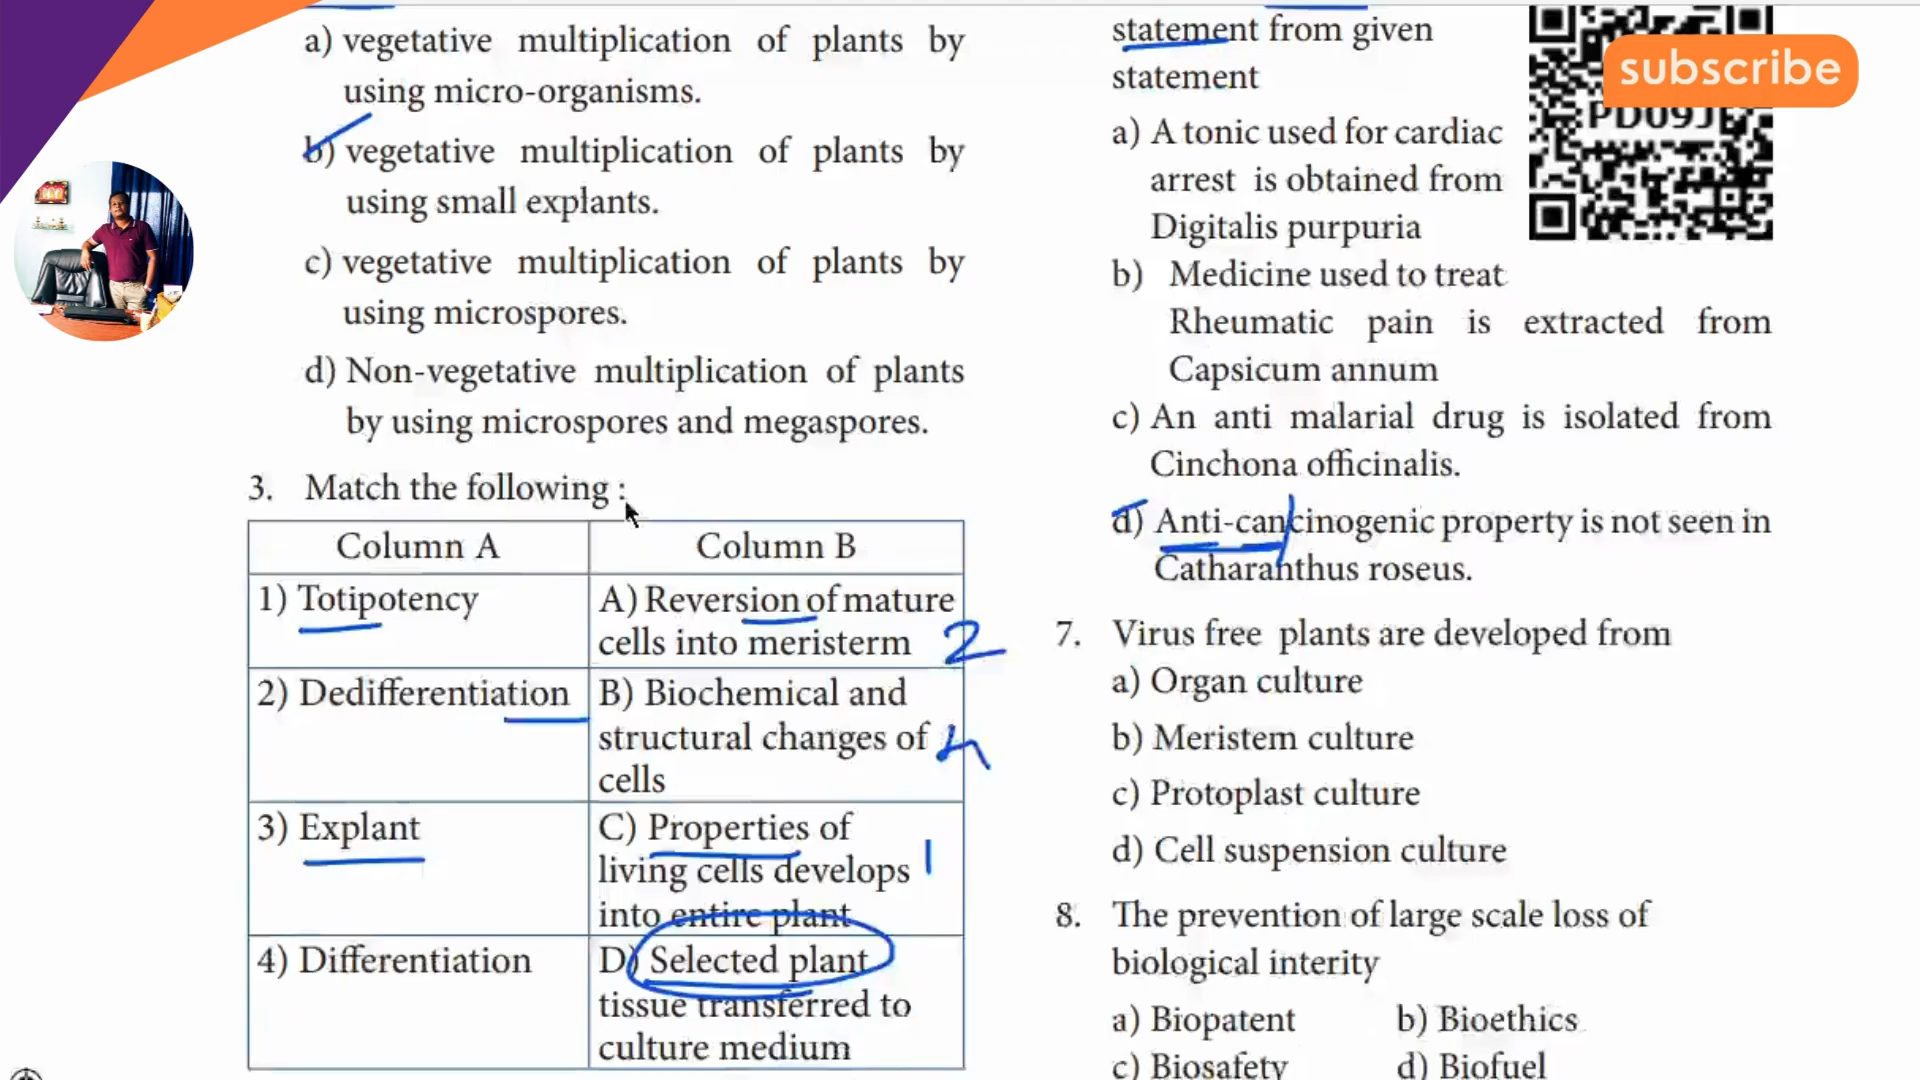 a) vegetative multiplication of plants by
using micro-organisms.
b) vegetative multiplication of plants by
using small explants.
c) vegetative multiplication of plants by
using microspores.
d) Non-vegetative multiplication of plants
by using microspores and megaspores.
3. Match the following :
Column A Column B
1) Totipotency
A) Reversion of mature
cells into meristerm 2
2) Dedifferentiation
B) Biochemical and
structural changes of 4
cells
3) Explant
C) Properties of
living cells develops 1
into entire plant
4) Differentiation
D) Selected plant
tissue transferred to
culture medium
statement from given
statement
a) A tonic used for cardiac
arrest is obtained from
Digitalis purpuria
b) Medicine used to treat
Rheumatic pain is extracted from
Capsicum annum
c) An anti malarial drug is isolated from
Cinchona officinalis.
d) Anti-cancinogenic property is not seen in
Catharanthus roseus.
7. Virus free plants are developed from
a) Organ culture
b) Meristem culture
c) Protoplast culture
d) Cell suspension culture
8. The prevention of large scale loss of
biological interity
a) Biopatent b) Bioethics
c) Biosafety d) Biofuel
subscribe